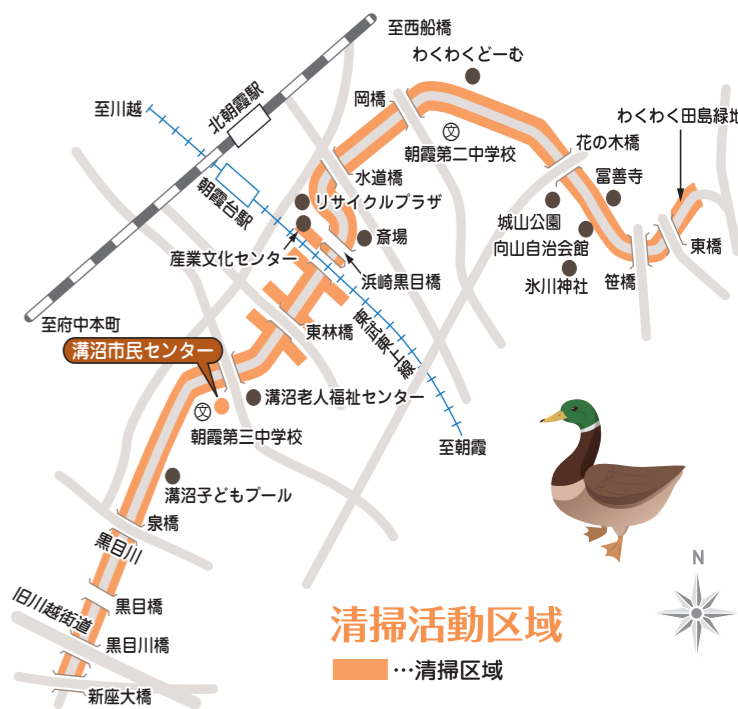 至西船橋
わくわくどーむ
北朝霞駅
至川越
岡橋
わくわく田島緑地
文
朝霞第二中学校
花の木橋
冨善寺
水道橋
朝霞台駅
リサイクルプラザ
城山公園
斎場
向山自治会館
東橋
産業文化センター
浜崎黒目橋
氷川神社
笹橋
至府中本町
東林橋
東武東上線
溝沼市民センター
溝沼老人福祉センター
文
朝霞第三中学校
至朝霞
溝沼子どもプール
泉橋
黒目川
N
旧川越街道
黒目橋
黒目川橋
新座大橋
清掃活動区域
…清掃区域